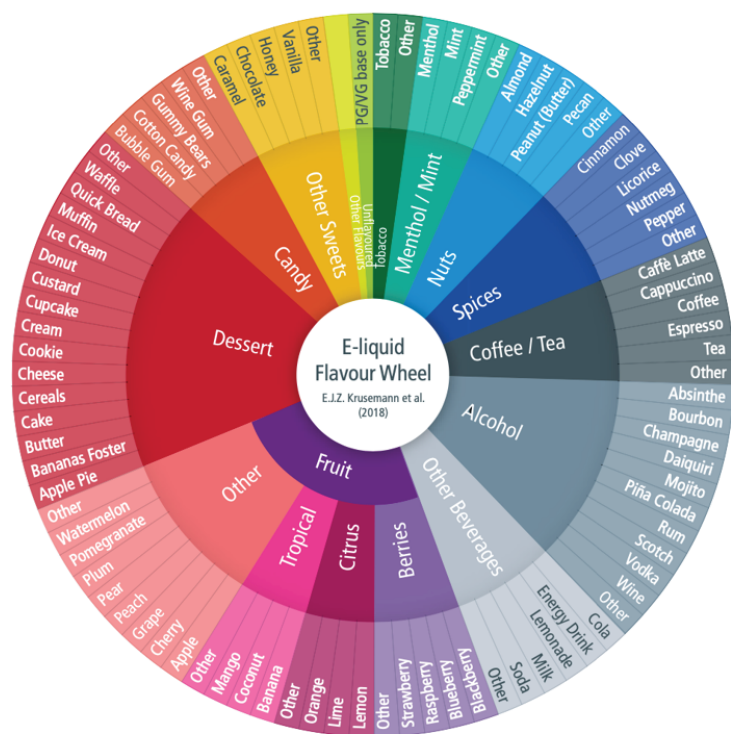 E-liquid
Flavour Wheel
E.J.Z. Krusemann et al.
(2018)
Tobacco
Tobacco
Other
Menthol / Mint
Menthol
Mint
Peppermint
Other
Nuts
Almond
Hazelnut
Peanut (Butter)
Pecan
Other
Spices
Cinnamon
Clove
Licorice
Nutmeg
Pepper
Other
Coffee / Tea
Caffè Latte
Cappuccino
Coffee
Espresso
Tea
Other
Alcohol
Absinthe
Bourbon
Champagne
Daiquiri
Mojito
Piña Colada
Rum
Scotch
Vodka
Wine
Other
Other Beverages
Cola
Energy Drink
Lemonade
Milk
Soda
Other
Fruit
Berries
Blackberry
Blueberry
Raspberry
Strawberry
Other
Citrus
Lemon
Lime
Orange
Other
Tropical
Banana
Coconut
Mango
Other
Other
Apple
Cherry
Grape
Peach
Pear
Plum
Pomegranate
Watermelon
Other
Dessert
Apple Pie
Bananas Foster
Butter
Cake
Cereals
Cheese
Cookie
Cream
Cupcake
Custard
Donut
Ice Cream
Muffin
Quick Bread
Waffle
Other
Candy
Bubble Gum
Cotton Candy
Gummy Bears
Wine Gum
Other
Other Sweets
Caramel
Chocolate
Honey
Vanilla
Other
Other Flavours
Unflavoured
PG/VG base only